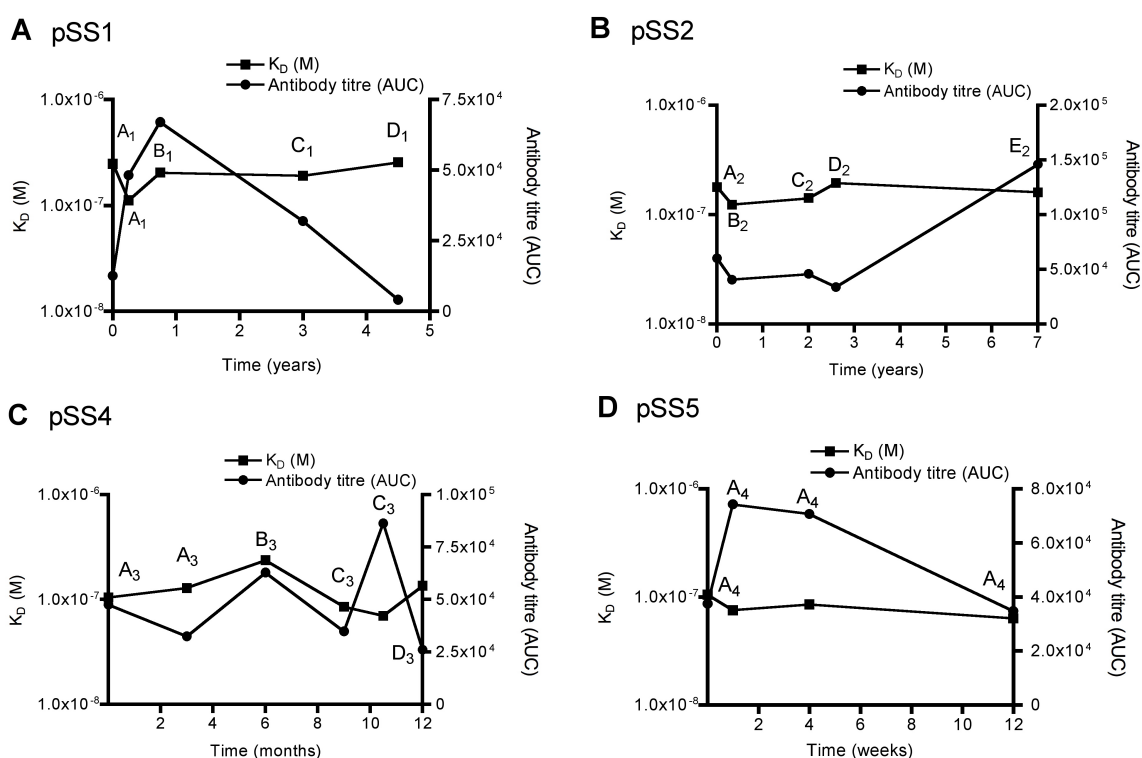 A pSS1
K_D (M)
Antibody titre (AUC)
1.0x10^-6
1.0x10^-7
1.0x10^-8
K_D (M)
7.5x10^4
5.0x10^4
2.5x10^4
0
Antibody titre (AUC)
A_1
A_1
B_1
C_1
D_1
0 1 2 3 4 5
Time (years)
B pSS2
K_D (M)
Antibody titre (AUC)
1.0x10^-6
1.0x10^-7
1.0x10^-8
K_D (M)
2.0x10^5
1.5x10^5
1.0x10^5
5.0x10^4
0
Antibody titre (AUC)
A_2
B_2
C_2
D_2
E_2
0 1 2 3 4 5 6 7
Time (years)
C pSS4
K_D (M)
Antibody titre (AUC)
1.0x10^-6
1.0x10^-7
1.0x10^-8
K_D (M)
1.0x10^5
7.5x10^4
5.0x10^4
2.5x10^4
0
Antibody titre (AUC)
A_3
A_3
B_3
C_3
C_3
D_3
2 4 6 8 10 12
Time (months)
D pSS5
K_D (M)
Antibody titre (AUC)
1.0x10^-6
1.0x10^-7
1.0x10^-8
K_D (M)
8.0x10^4
6.0x10^4
4.0x10^4
2.0x10^4
0
Antibody titre (AUC)
A_4
A_4
A_4
A_4
2 4 6 8 10 12
Time (weeks)